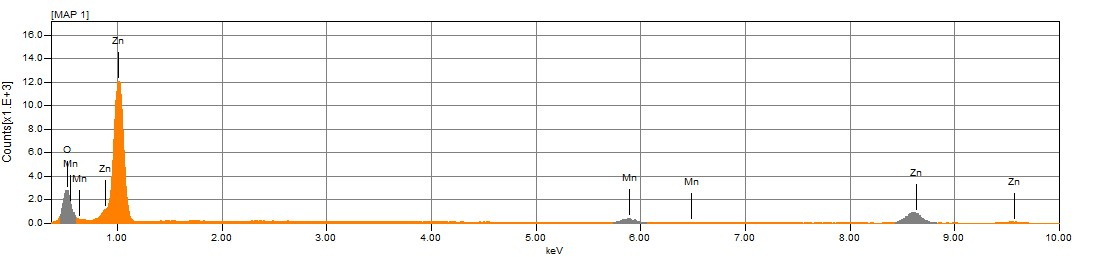 [MAP 1]
Counts[x1.E+3]
16.0
14.0
12.0
10.0
8.0
6.0
4.0
2.0
0.0
Zn
O
Mn
Mn
Zn
Mn
Mn
Zn
Zn
1.00 2.00 3.00 4.00 5.00 6.00 7.00 8.00 9.00 10.00
keV